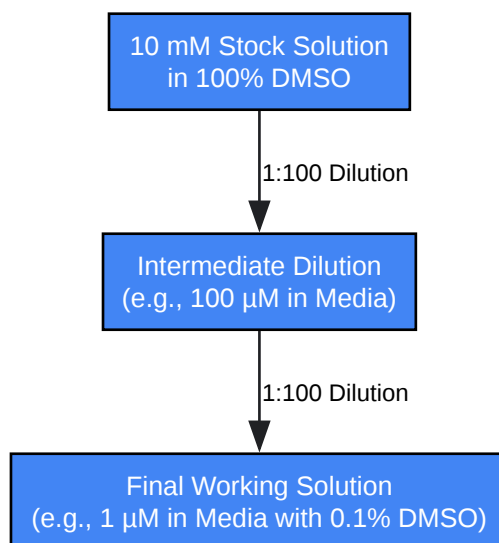 10 mM Stock Solution
in 100% DMSO
1:100 Dilution
Intermediate Dilution
(e.g., 100 µM in Media)
1:100 Dilution
Final Working Solution
(e.g., 1 µM in Media with 0.1% DMSO)